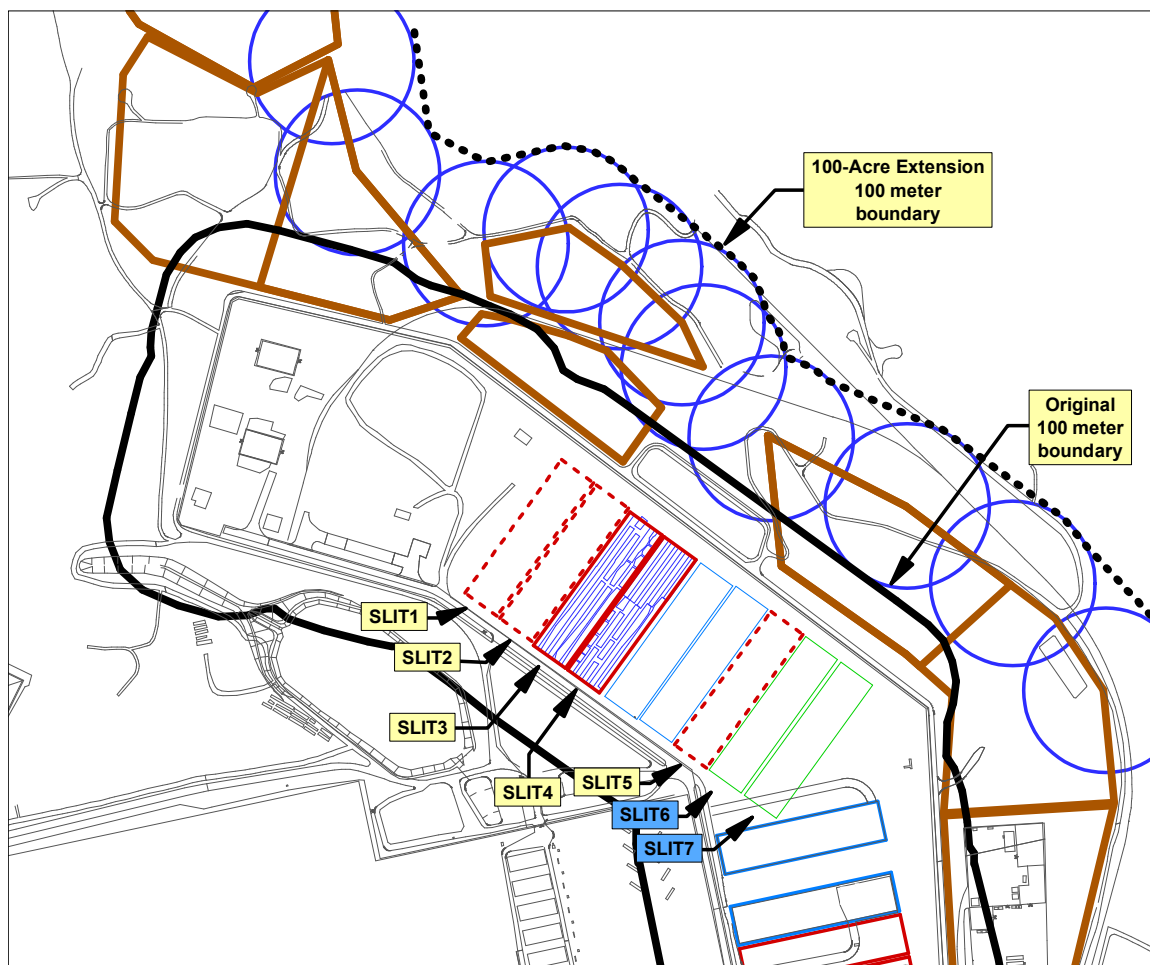 100-Acre Extension
100 meter
boundary
Original
100 meter
boundary
SLIT1
SLIT2
SLIT3
SLIT4
SLIT5
SLIT6
SLIT7